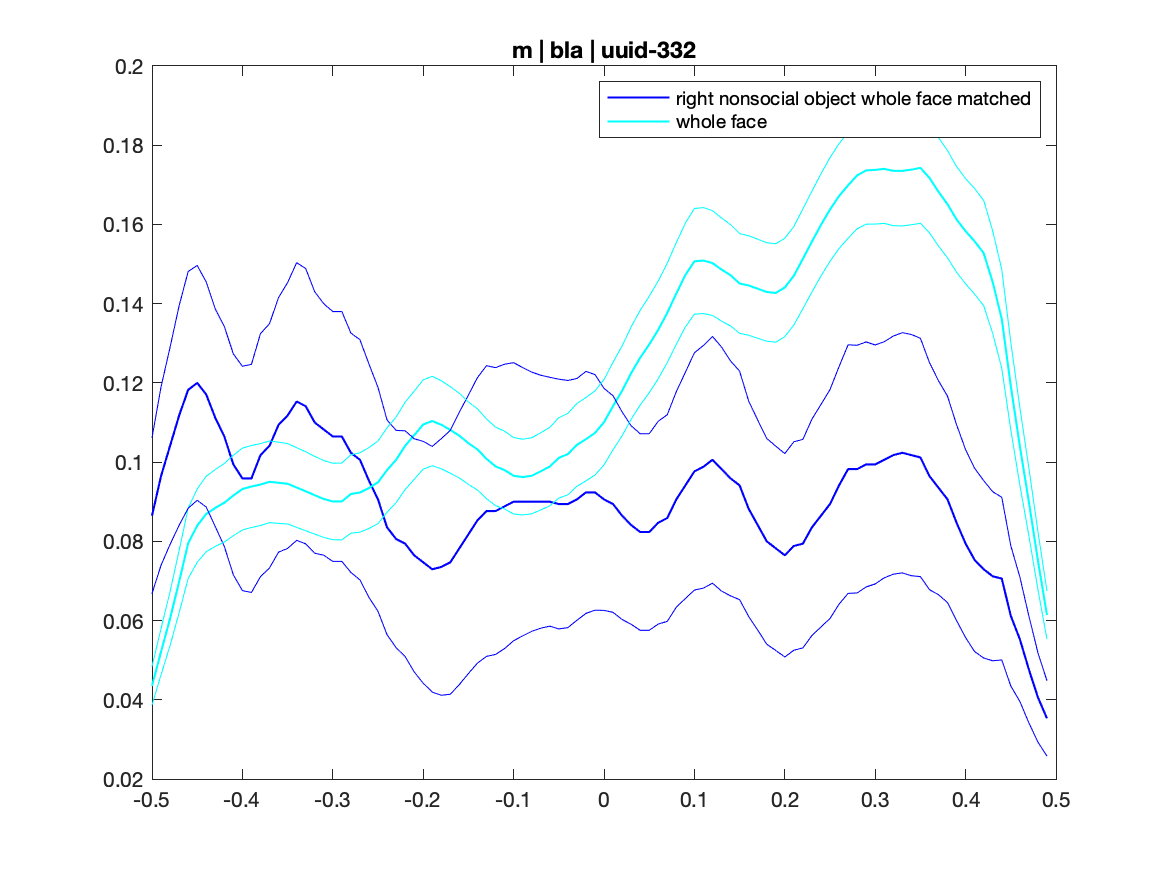 m | bla | uuid-332
right nonsocial object whole face matched
whole face
0.2
0.18
0.16
0.14
0.12
0.1
0.08
0.06
0.04
0.02
-0.5 -0.4 -0.3 -0.2 -0.1 0 0.1 0.2 0.3 0.4 0.5